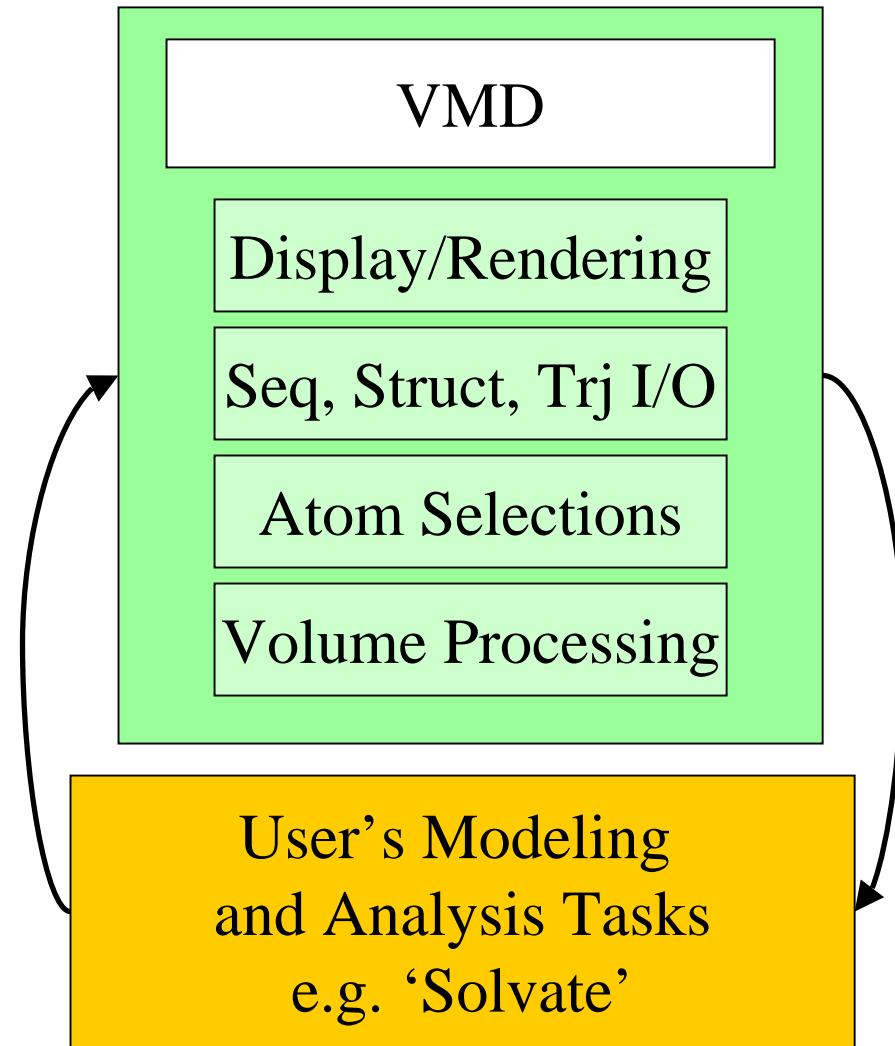 VMD
Display/Rendering
Seq, Struct, Trj I/O
Atom Selections
Volume Processing
User’s Modeling
and Analysis Tasks
e.g. ‘Solvate’